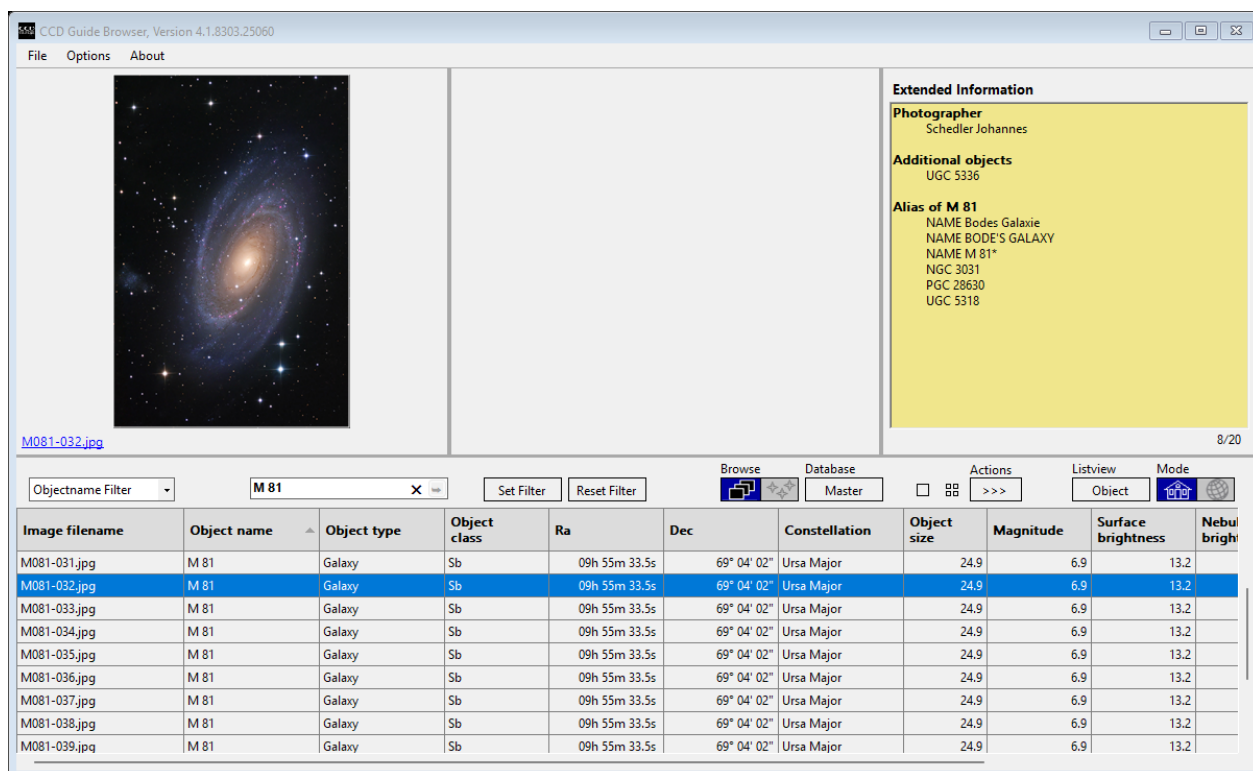 CCD Guide Browser, Version 4.1.8303.25060
File Options About
Extended Information
Photographer
Schedler Johannes
Additional objects
UGC 5336
Alias of M 81
NAME Bodes Galaxie
NAME BODE'S GALAXY
NAME M 81*
NGC 3031
PGC 28630
UGC 5318
M081-032.jpg
8/20
Browse Database Actions Listview Mode
Objectname Filter M 81 Set Filter Reset Filter Master >>> Object
Image filename Object name Object type Object class Ra Dec Constellation Object size Magnitude Surface brightness Nebul bright
M081-031.jpg M 81 Galaxy Sb 09h 55m 33.5s 69° 04' 02" Ursa Major 24.9 6.9 13.2
M081-032.jpg M 81 Galaxy Sb 09h 55m 33.5s 69° 04' 02" Ursa Major 24.9 6.9 13.2
M081-033.jpg M 81 Galaxy Sb 09h 55m 33.5s 69° 04' 02" Ursa Major 24.9 6.9 13.2
M081-034.jpg M 81 Galaxy Sb 09h 55m 33.5s 69° 04' 02" Ursa Major 24.9 6.9 13.2
M081-035.jpg M 81 Galaxy Sb 09h 55m 33.5s 69° 04' 02" Ursa Major 24.9 6.9 13.2
M081-036.jpg M 81 Galaxy Sb 09h 55m 33.5s 69° 04' 02" Ursa Major 24.9 6.9 13.2
M081-037.jpg M 81 Galaxy Sb 09h 55m 33.5s 69° 04' 02" Ursa Major 24.9 6.9 13.2
M081-038.jpg M 81 Galaxy Sb 09h 55m 33.5s 69° 04' 02" Ursa Major 24.9 6.9 13.2
M081-039.jpg M 81 Galaxy Sb 09h 55m 33.5s 69° 04' 02" Ursa Major 24.9 6.9 13.2